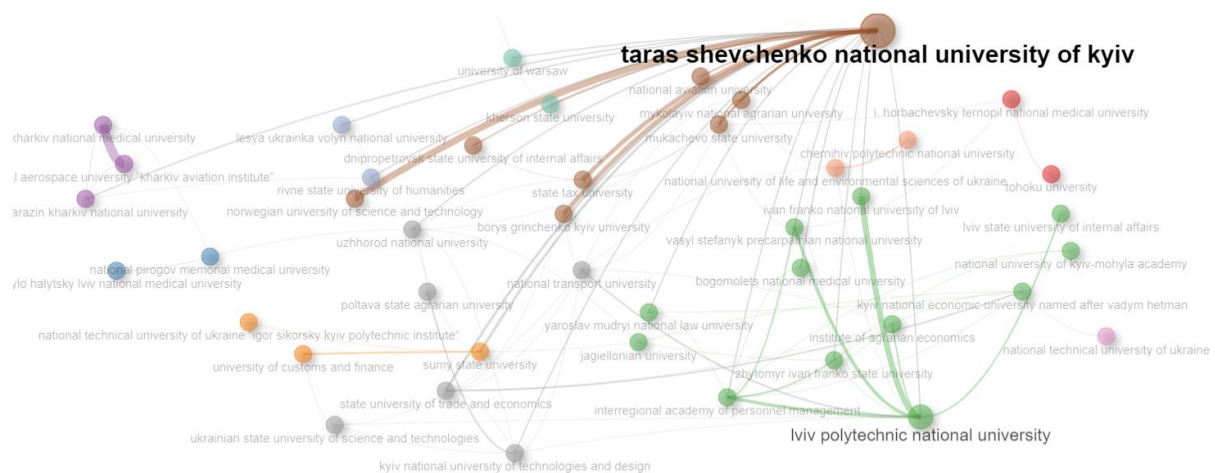 taras shevchenko national university of kyiv
university of warsaw
national aviation university
kherson state university
mykolayiv national agrarian university
i. horbachevsky ternopil national medical university
kharkiv national medical university
lesya ukrainka volyn national university
mukachevo state university
chernihiv polytechnic national university
dnipropetrovsk state university of internal affairs
l aerospace university "kharkiv aviation institute"
rivne state university of humanities
state tax university
national university of life and environmental sciences of ukraine
tohoku university
arazin kharkiv national university
norwegian university of science and technology
ivan franko national university of lviv
borys grinchenko kyiv university
lviv state university of internal affairs
uzhhorod national university
vasyl stefanyk precarpathian national university
national pirogov memorial medical university
national university of kyiv-mohyla academy
ylo halytsky lviv national medical university
national transport university
bogomolets national medical university
poltava state agrarian university
kyiv national economic university named after vadym hetman
yaroslav mudryi national law university
national technical university of ukraine "igor sikorsky kyiv polytechnic institute"
institute of agrarian economics
jagiellonian university
national technical university of ukraine
university of customs and finance
sumy state university
zhytomyr ivan franko state university
state university of trade and economics
interregional academy of personnel management
ukrainian state university of science and technologies
lviv polytechnic national university
kyiv national university of technologies and design